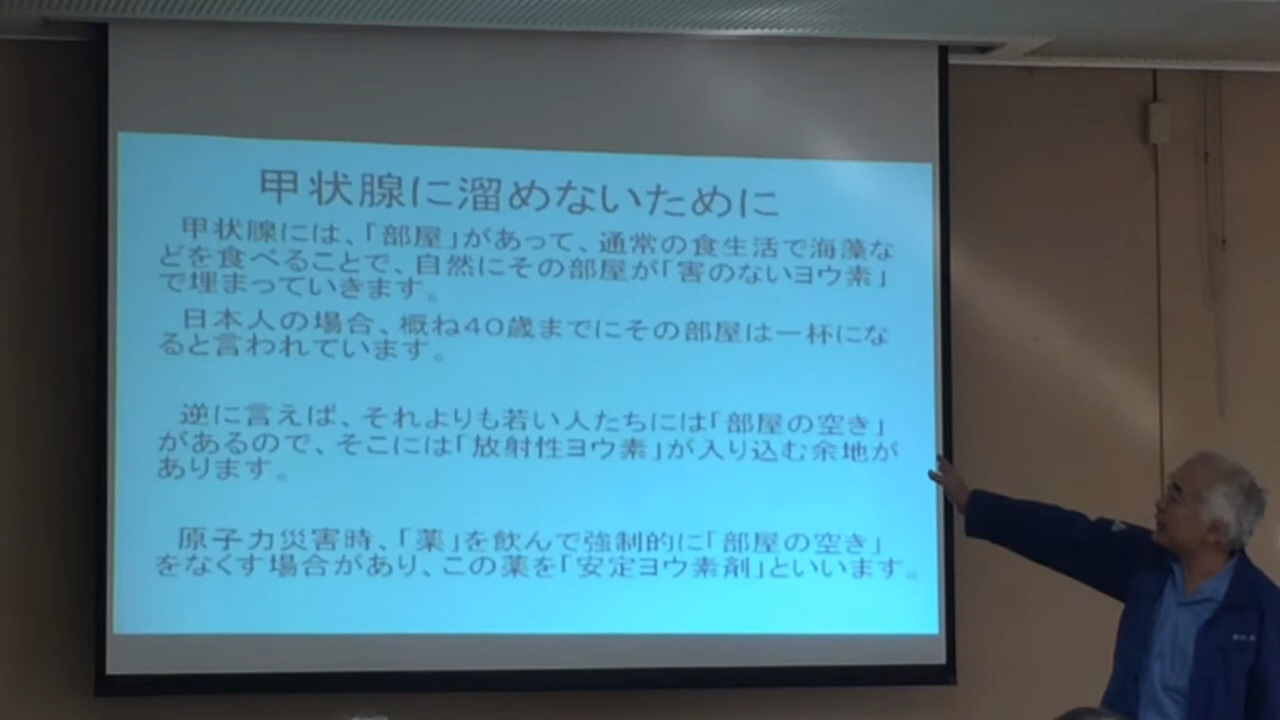 甲状腺に溜めないために
甲状腺には、「部屋」があって、通常の食生活で海藻な
どを食べることで、自然にその部屋が「害のないヨウ素」
で埋まっていきます。
日本人の場合、概ね40歳までにその部屋は一杯にな
ると言われています。
逆に言えば、それよりも若い人たちには「部屋の空き」
があるので、そこには「放射性ヨウ素」が入り込む余地が
あります。
原子力災害時、「薬」を飲んで強制的に「部屋の空き」
をなくす場合があり、この薬を「安定ヨウ素剤」といいます。